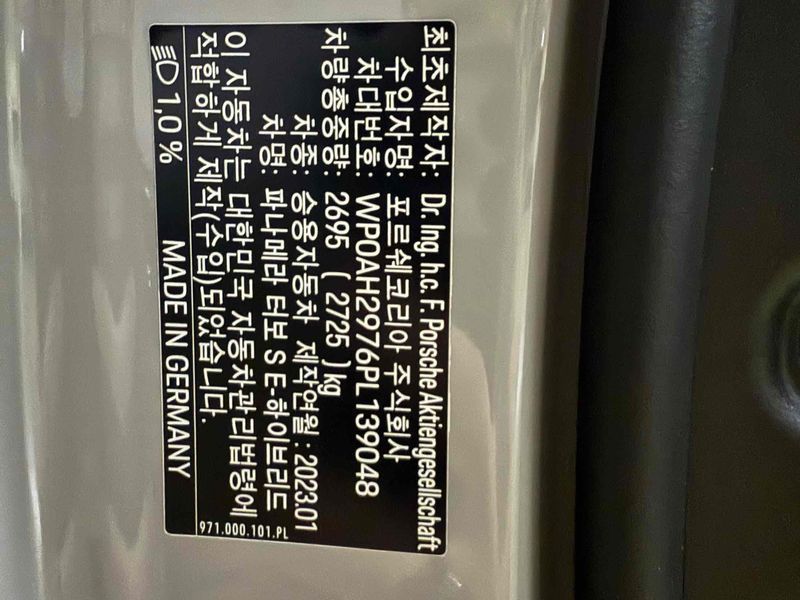 최초제작자: Dr. Ing. h.c. F. Porsche Aktiengesellschaft
수입자명: 포르쉐코리아 주식회사
차대번호: WP0AH2976PL139048
차량총중량: 2695 ( 2725 ) kg
차종: 승용자동차 제작연월: 2023.01
차명: 파나메라 터보 S E-하이브리드
이 자동차는 대한민국 자동차관리법령에
적합하게 제작(수입)되었습니다.
971.000.101.PL
1,0 % MADE IN GERMANY